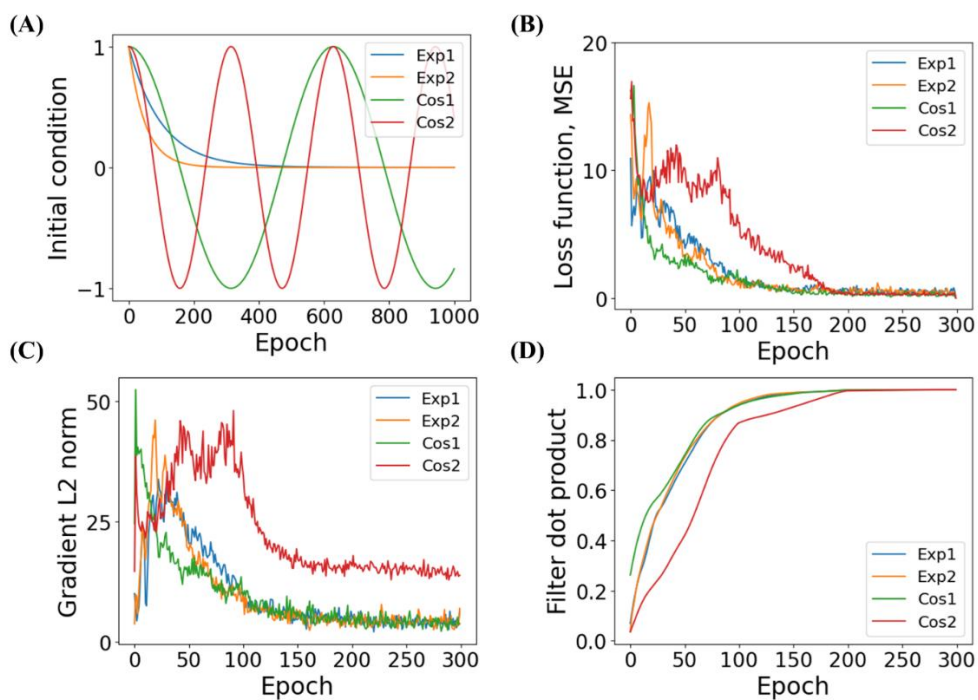 (A)
Initial condition
1
0
−1
0 200 400 600 800 1000
Epoch
Exp1
Exp2
Cos1
Cos2
(B)
Loss function, MSE
20
10
0
0 50 100 150 200 250 300
Epoch
Exp1
Exp2
Cos1
Cos2
(C)
Gradient L2 norm
50
25
0
0 50 100 150 200 250 300
Epoch
Exp1
Exp2
Cos1
Cos2
(D)
Filter dot product
1.0
0.8
0.6
0.4
0.2
0.0
0 50 100 150 200 250 300
Epoch
Exp1
Exp2
Cos1
Cos2